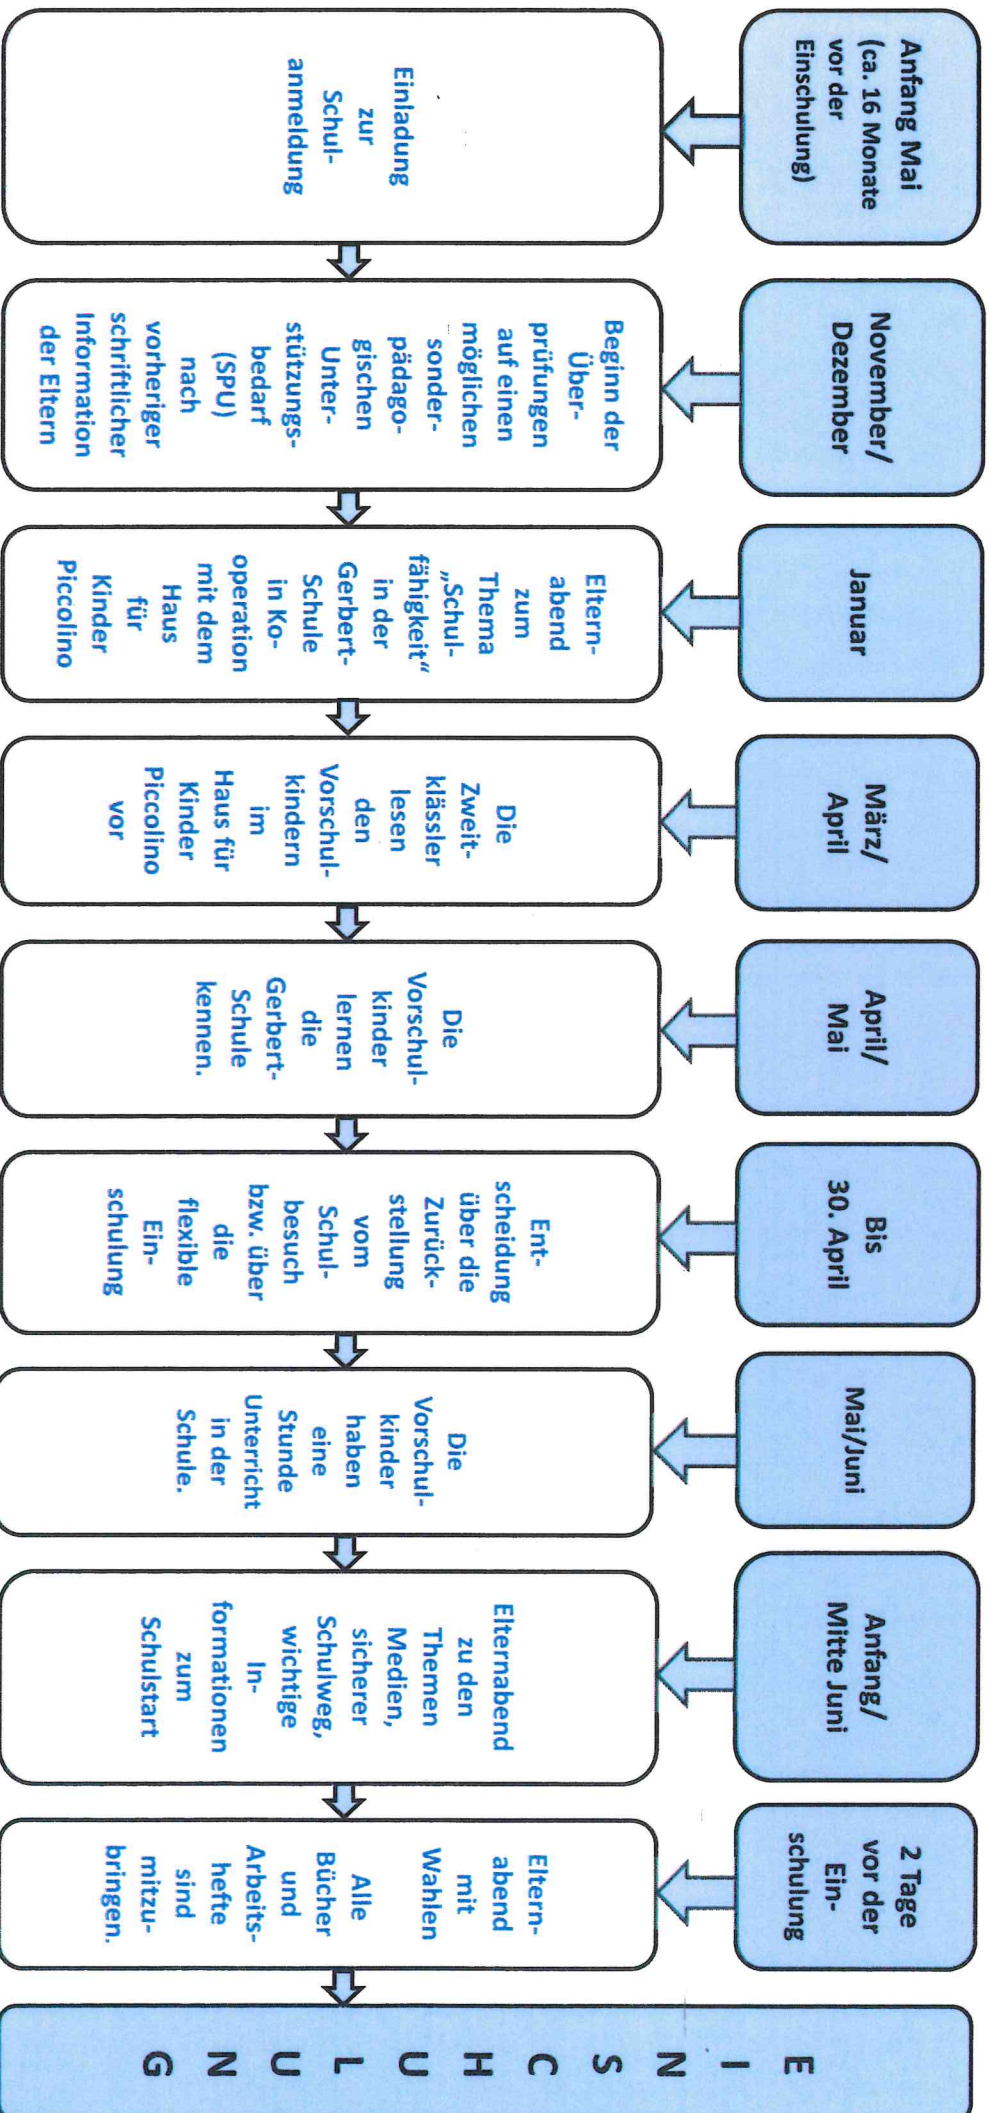 Anfang Mai
(ca. 16 Monate
vor der
Einschulung)
Einladung
zur
Schul-
anmeldung
November/
Dezember
Beginn der
Über-
prüfungen
auf einen
möglichen
sonder-
pädago-
gischen
Unter-
stützungs-
bedarf
(SPU)
nach
vorheriger
schriftlicher
Information
der Eltern
Januar
Eltern-
abend
zum
Thema
„Schul-
fähigkeit“
in der
Gerbert-
Schule
in Ko-
operation
mit dem
Haus
für
Kinder
Piccolino
März/
April
Die
Zweit-
klässler
lesen
den
Vorschul-
kindern
im
Haus für
Kinder
Piccolino
vor
April/
Mai
Die
Vorschul-
kinder
lernen
die
Gerbert-
Schule
kennen.
Bis
30. April
Ent-
scheidung
über die
Zurück-
stellung
vom
Schul-
besuch
bzw. über
die
flexible
Ein-
schulung
Mai/Juni
Die
Vorschul-
kinder
haben
eine
Stunde
Unterricht
in der
Schule.
Anfang/
Mitte Juni
Elternabend
zu den
Themen
Medien,
sicherer
Schulweg,
wichtige
In-
formationen
zum
Schulstart
2 Tage
vor der
Ein-
schulung
Eltern-
abend
mit
Wahlen
Alle
Bücher
und
Arbeits-
hefte
sind
mitzu-
bringen.
E
I
N
S
C
H
U
L
U
N
G